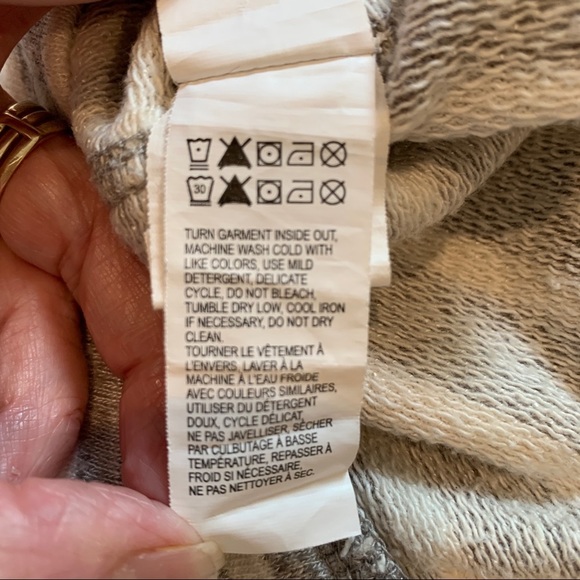 30
TURN GARMENT INSIDE OUT,
MACHINE WASH COLD WITH
LIKE COLORS, USE MILD
DETERGENT, DELICATE
CYCLE, DO NOT BLEACH,
TUMBLE DRY LOW, COOL IRON
IF NECESSARY, DO NOT DRY
CLEAN.
TOURNER LE VÊTEMENT À
L'ENVERS, LAVER À LA
MACHINE À L'EAU FROIDE
AVEC COULEURS SIMILAIRES,
UTILISER DU DÉTERGENT
DOUX, CYCLE DÉLICAT,
NE PAS JAVELLISER, SÉCHER
PAR CULBUTAGE À BASSE
TEMPÉRATURE, REPASSER À
FROID SI NÉCESSAIRE,
NE PAS NETTOYER À SEC.